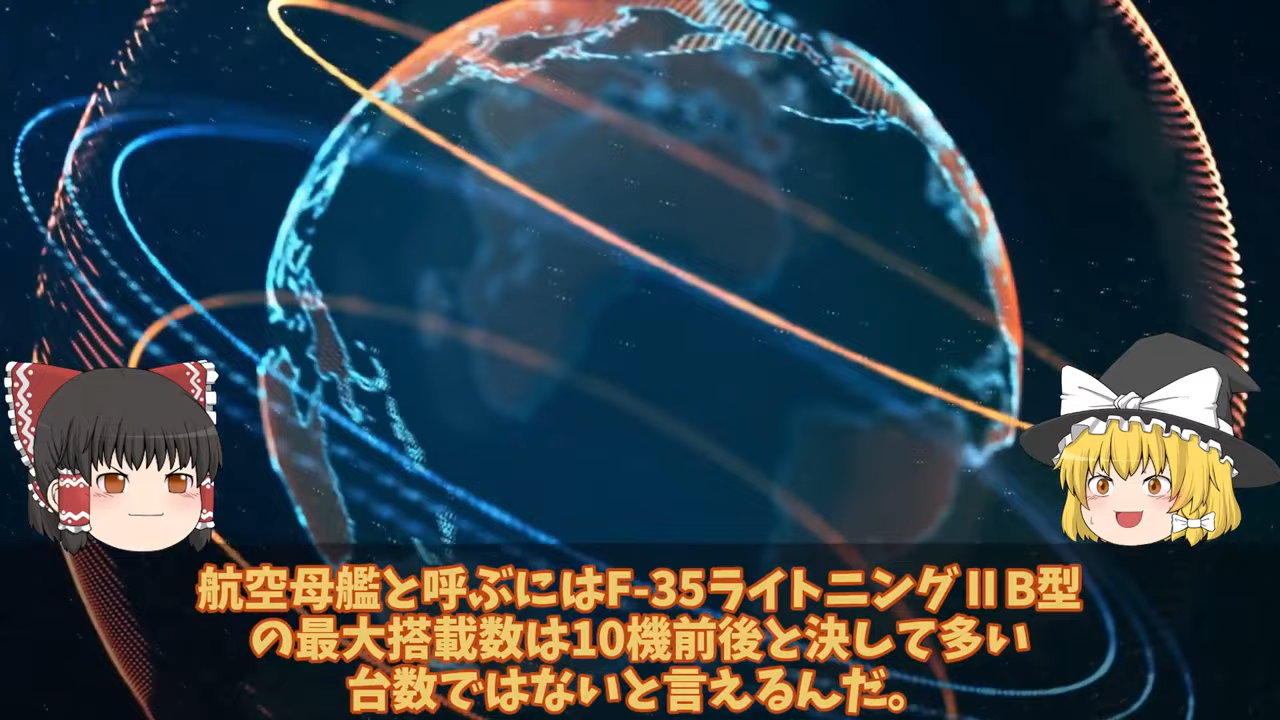 航空母艦と呼ぶにはF-35ライトニングⅡB型
の最大搭載数は10機前後と決して多い
台数ではないと言えるんだ。